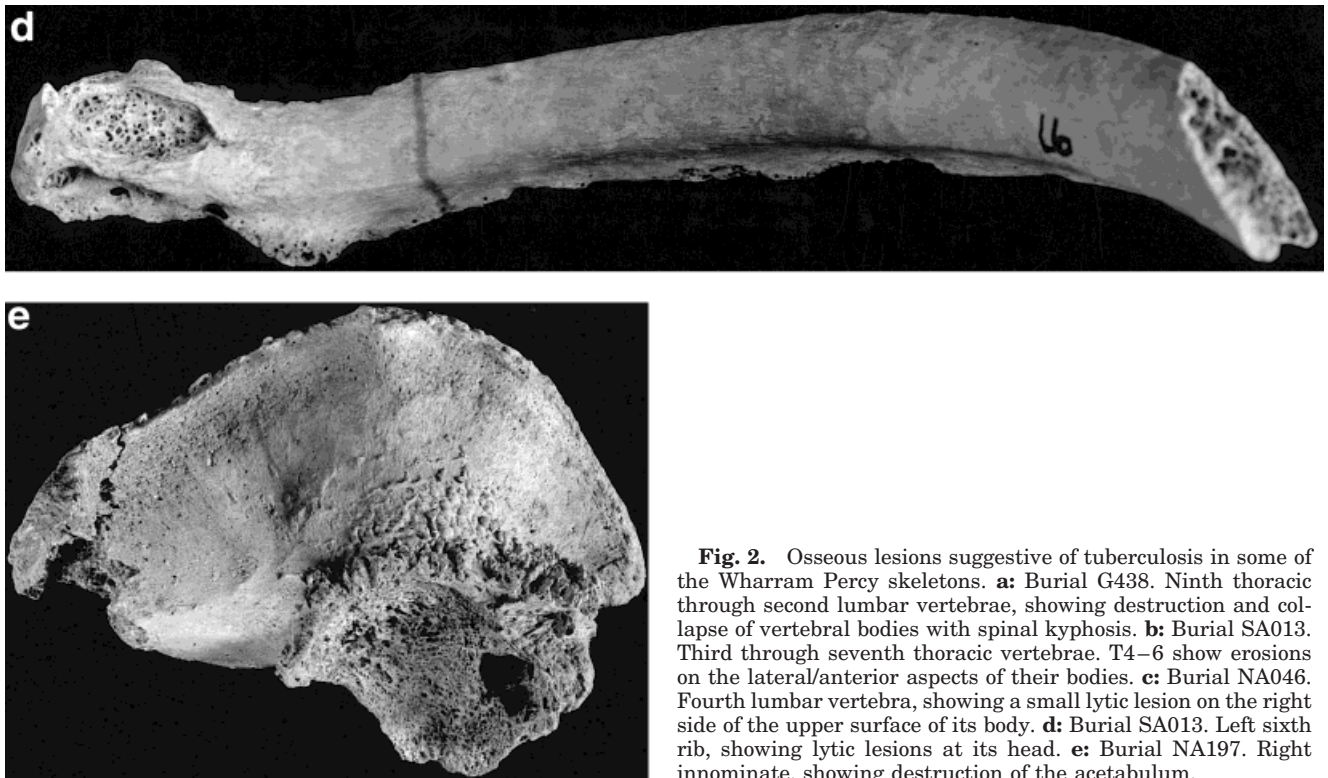 d
L6
e
Fig. 2. Osseous lesions suggestive of tuberculosis in some of
the Wharram Percy skeletons. a: Burial G438. Ninth thoracic
through second lumbar vertebrae, showing destruction and col-
lapse of vertebral bodies with spinal kyphosis. b: Burial SA013.
Third through seventh thoracic vertebrae. T4–6 show erosions
on the lateral/anterior aspects of their bodies. c: Burial NA046.
Fourth lumbar vertebra, showing a small lytic lesion on the right
side of the upper surface of its body. d: Burial SA013. Left sixth
rib, showing lytic lesions at its head. e: Burial NA197. Right
innominate, showing destruction of the acetabulum.